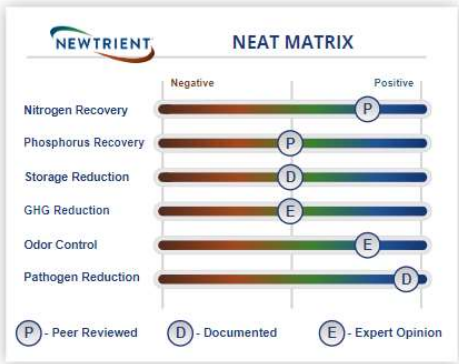 NEWTRIENT
NEAT MATRIX
Negative Positive
Nitrogen Recovery P
Phosphorus Recovery P
Storage Reduction D
GHG Reduction E
Odor Control E
Pathogen Reduction D
P - Peer Reviewed D - Documented E - Expert Opinion